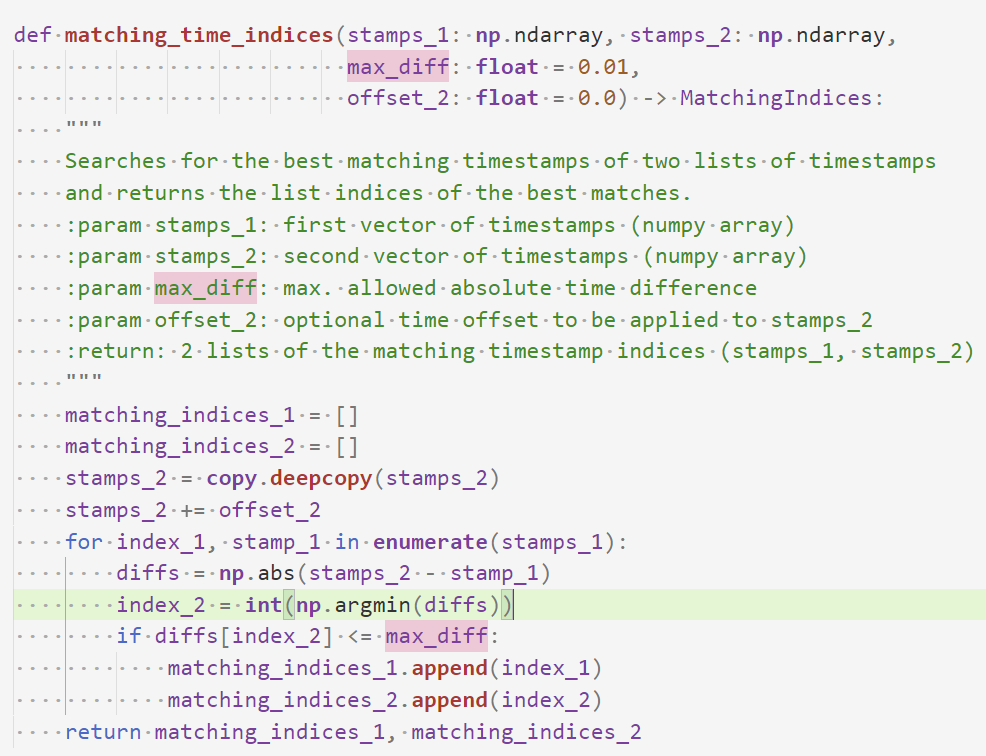 def matching_time_indices(stamps_1: np.ndarray, stamps_2: np.ndarray,
                          max_diff: float = 0.01,
                          offset_2: float = 0.0) -> MatchingIndices:
    """
    Searches for the best matching timestamps of two lists of timestamps
    and returns the list indices of the best matches.
    :param stamps_1: first vector of timestamps (numpy array)
    :param stamps_2: second vector of timestamps (numpy array)
    :param max_diff: max. allowed absolute time difference
    :param offset_2: optional time offset to be applied to stamps_2
    :return: 2 lists of the matching timestamp indices (stamps_1, stamps_2)
    """
    matching_indices_1 = []
    matching_indices_2 = []
    stamps_2 = copy.deepcopy(stamps_2)
    stamps_2 += offset_2
    for index_1, stamp_1 in enumerate(stamps_1):
        diffs = np.abs(stamps_2 - stamp_1)
        index_2 = int(np.argmin(diffs))
        if diffs[index_2] <= max_diff:
            matching_indices_1.append(index_1)
            matching_indices_2.append(index_2)
    return matching_indices_1, matching_indices_2